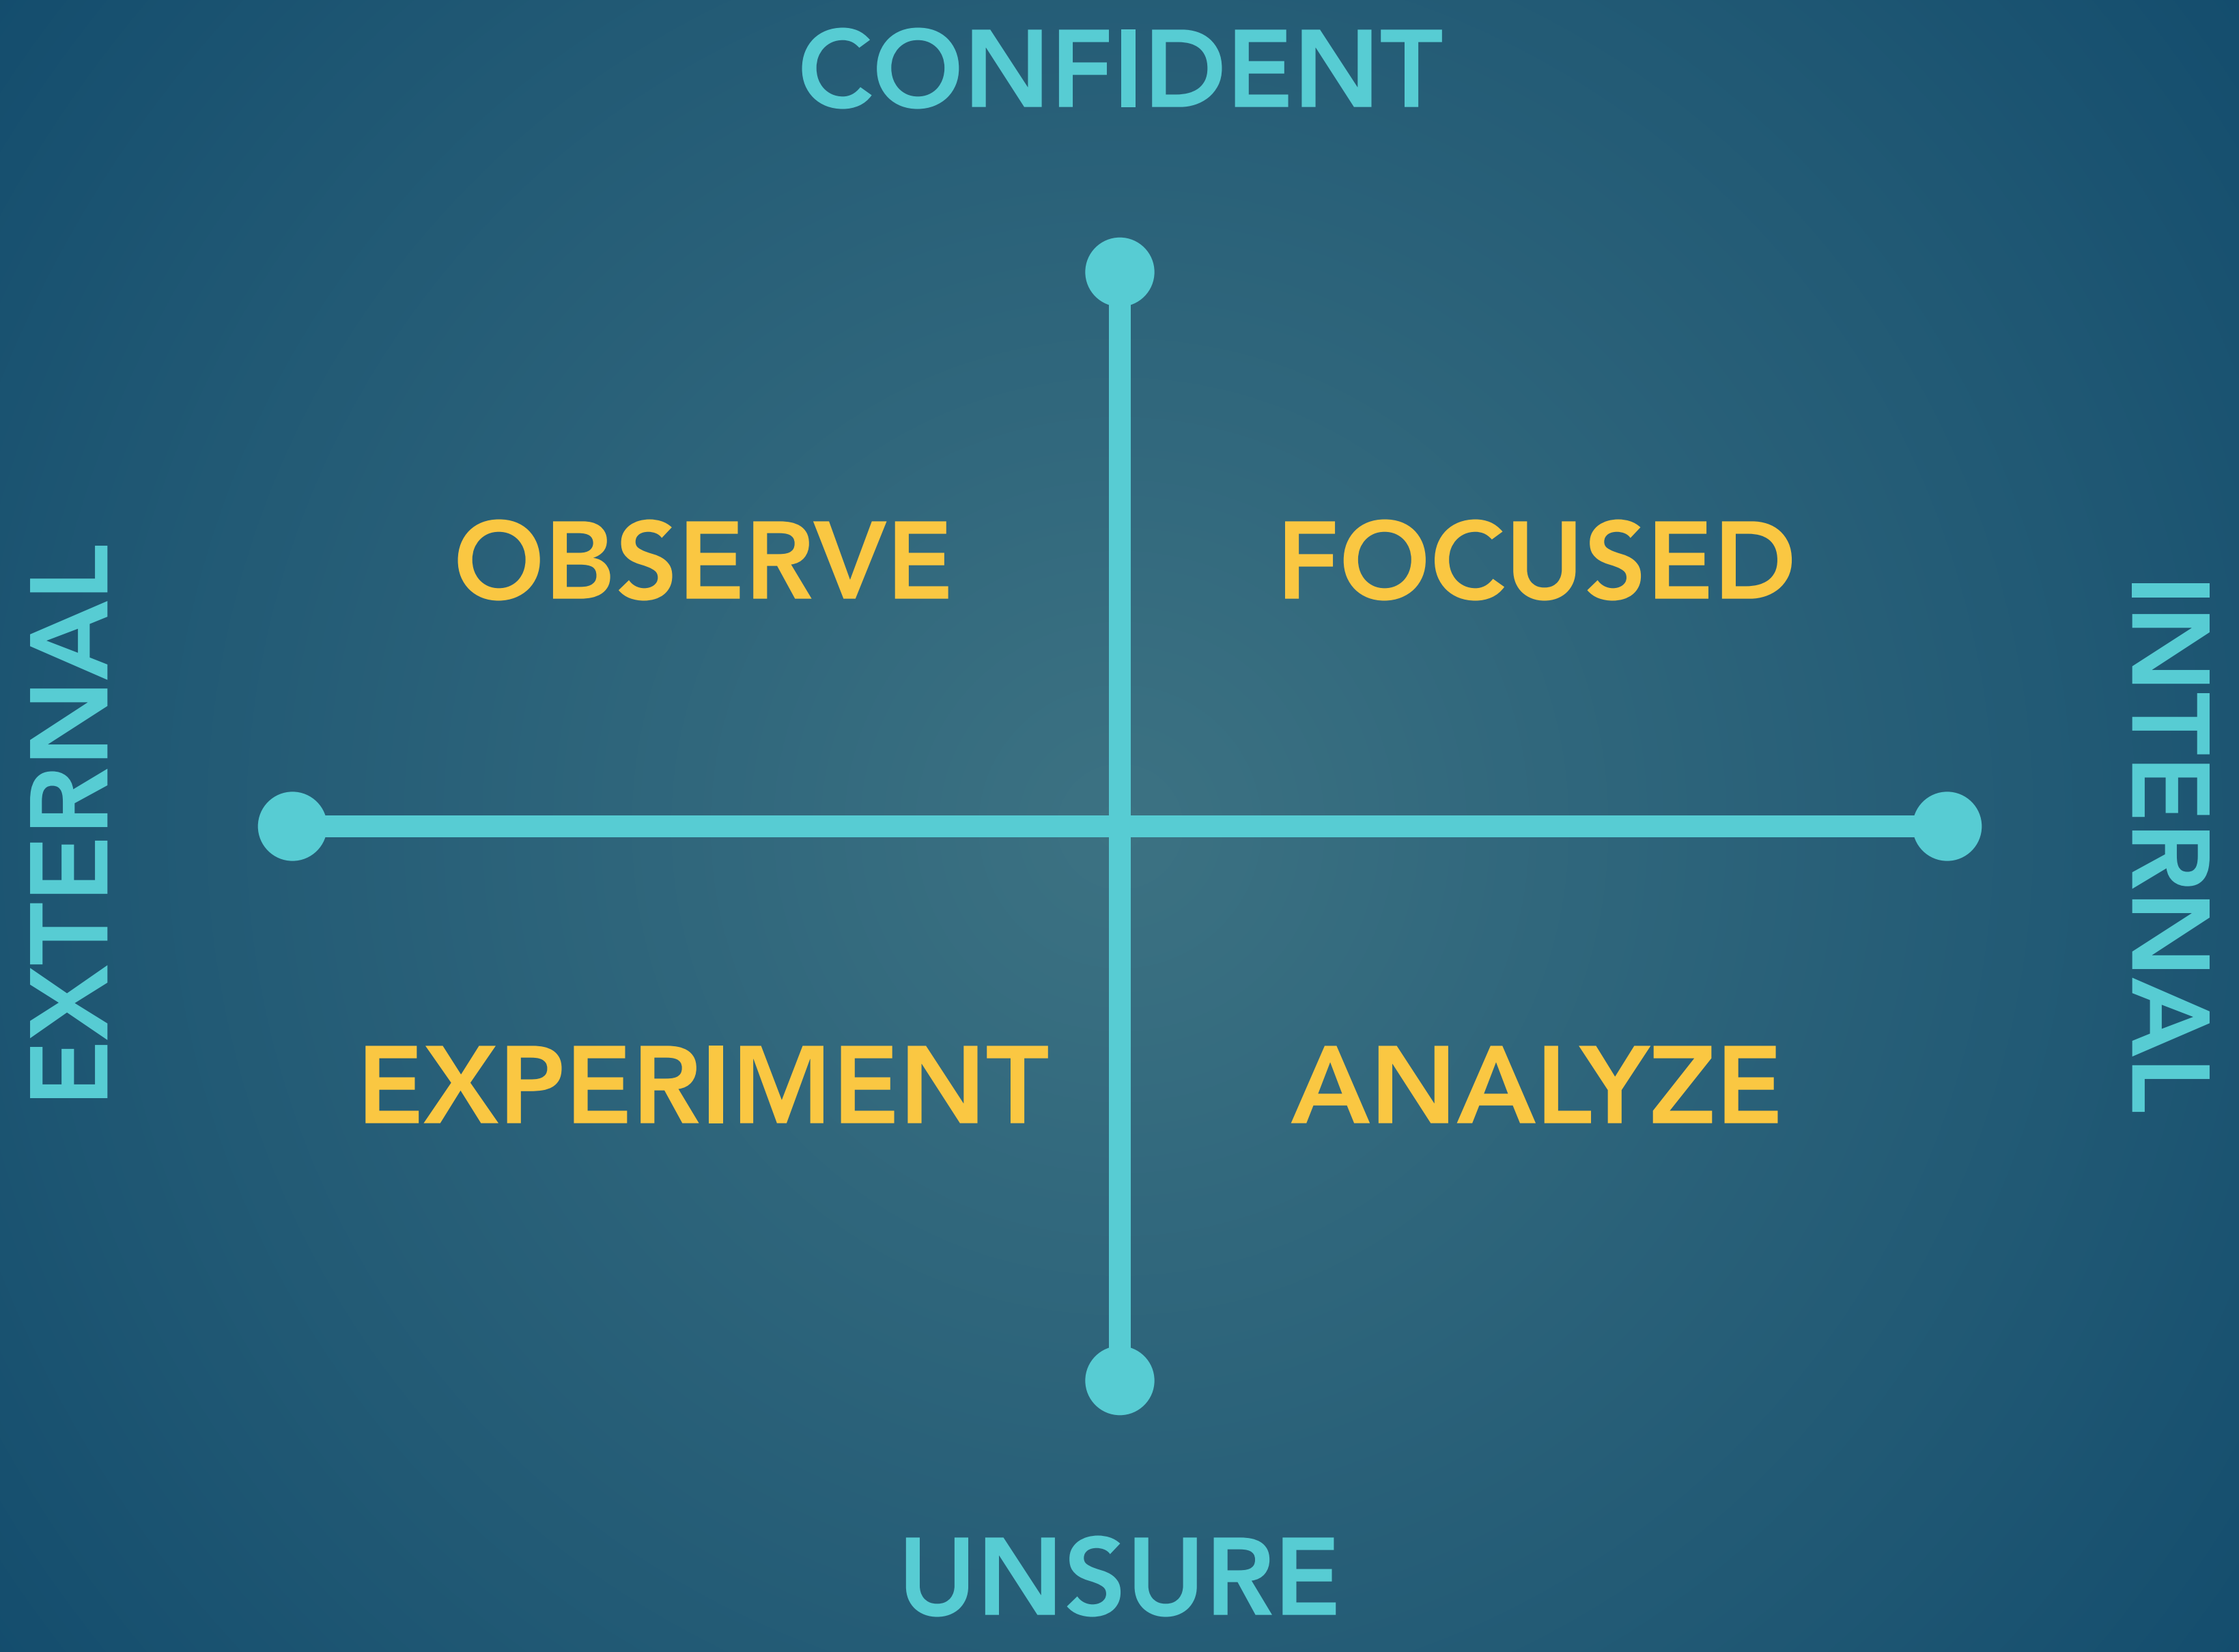 CONFIDENT
OBSERVE
FOCUSED
EXTERNAL
INTERNAL
EXPERIMENT
ANALYZE
UNSURE